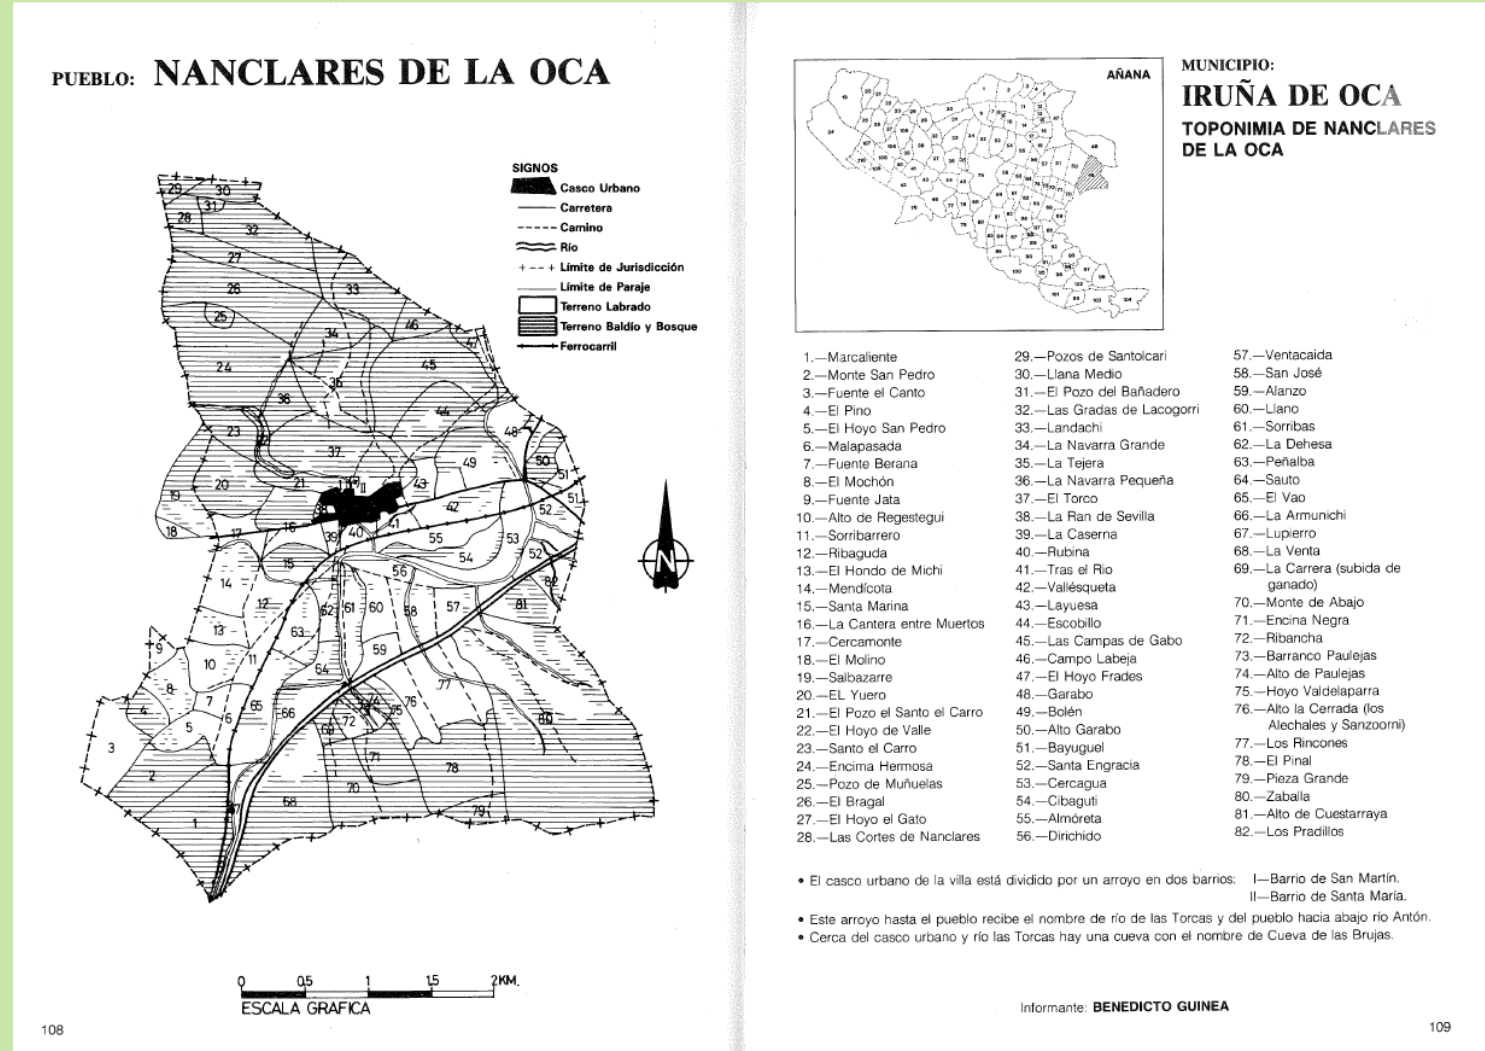 PUEBLO: NANCLARES DE LA OCA
SIGNOS
Casco Urbano
Carretera
Camino
Río
Límite de Jurisdicción
Límite de Paraje
Terreno Labrado
Terreno Baldío y Bosque
Ferrocarril
N
0 0,5 1 1,5 2KM.
ESCALA GRAFICA
108
AÑANA
MUNICIPIO:
IRUÑA DE OCA
TOPONIMIA DE NANCLARES
DE LA OCA
1.—Marcaliente
2.—Monte San Pedro
3.—Fuente el Canto
4.—El Pino
5.—El Hoyo San Pedro
6.—Malapasada
7.—Fuente Berana
8.—El Mochón
9.—Fuente Jata
10.—Alto de Regestegui
11.—Sorribarrero
12.—Ribaguda
13.—El Hondo de Michi
14.—Mendícota
15.—Santa Marina
16.—La Cantera entre Muertos
17.—Cercamonte
18.—El Molino
19.—Salbazarre
20.—EL Yuero
21.—El Pozo el Santo el Carro
22.—El Hoyo de Valle
23.—Santo el Carro
24.—Encima Hermosa
25.—Pozo de Muñuelas
26.—El Bragal
27.—El Hoyo el Gato
28.—Las Cortes de Nanclares
29.—Pozos de Santolcari
30.—Llana Medio
31.—El Pozo del Bañadero
32.—Las Gradas de Lacogorri
33.—Landachi
34.—La Navarra Grande
35.—La Tejera
36.—La Navarra Pequeña
37.—El Torco
38.—La Ran de Sevilla
39.—La Caserna
40.—Rubina
41.—Tras el Rio
42.—Vallésqueta
43.—Layuesa
44.—Escobillo
45.—Las Campas de Gabo
46.—Campo Labeja
47.—El Hoyo Frades
48.—Garabo
49.—Bolén
50.—Alto Garabo
51.—Bayuguel
52.—Santa Engracia
53.—Cercagua
54.—Cibaguti
55.—Almóreta
56.—Dirichido
57.—Ventacaida
58.—San José
59.—Alanzo
60.—Llano
61.—Sorribas
62.—La Dehesa
63.—Peñalba
64.—Sauto
65.—El Vao
66.—La Armunichi
67.—Lupierro
68.—La Venta
69.—La Carrera (subida de
ganado)
70.—Monte de Abajo
71.—Encina Negra
72.—Ribancha
73.—Barranco Paulejas
74.—Alto de Paulejas
75.—Hoyo Valdelaparra
76.—Alto la Cerrada (los
Alechales y Sanzoorni)
77.—Los Rincones
78.—El Pinal
79.—Pieza Grande
80.—Zaballa
81.—Alto de Cuestarraya
82.—Los Pradillos
• El casco urbano de la villa está dividido por un arroyo en dos barrios: I—Barrio de San Martín.
II—Barrio de Santa María.
• Este arroyo hasta el pueblo recibe el nombre de río de las Torcas y del pueblo hacia abajo río Antón.
• Cerca del casco urbano y río las Torcas hay una cueva con el nombre de Cueva de las Brujas.
Informante: BENEDICTO GUINEA
109